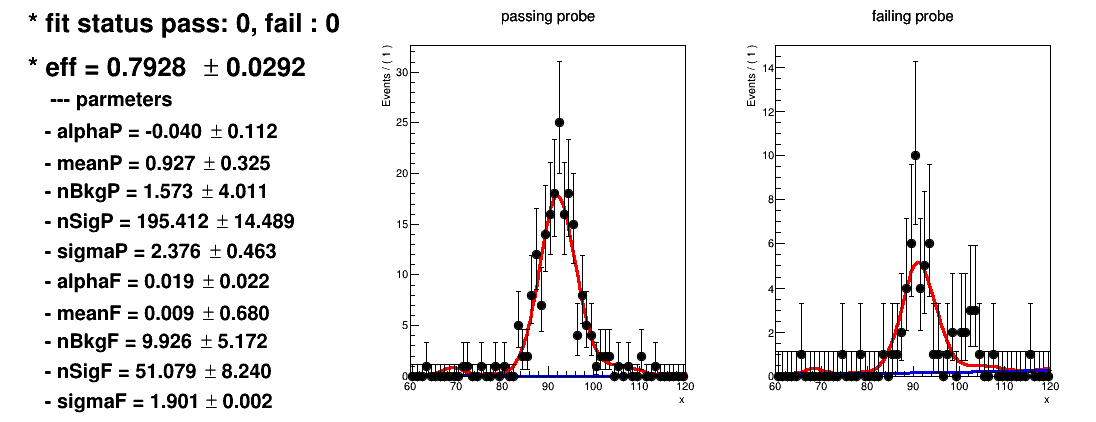 * fit status pass: 0, fail : 0
* eff = 0.7928 ± 0.0292
--- parmeters
- alphaP = -0.040 ± 0.112
- meanP = 0.927 ± 0.325
- nBkgP = 1.573 ± 4.011
- nSigP = 195.412 ± 14.489
- sigmaP = 2.376 ± 0.463
- alphaF = 0.019 ± 0.022
- meanF = 0.009 ± 0.680
- nBkgF = 9.926 ± 5.172
- nSigF = 51.079 ± 8.240
- sigmaF = 1.901 ± 0.002
passing probe
Events / ( 1 )
30
25
20
15
10
5
0
60 70 80 90 100 110 120
x
failing probe
Events / ( 1 )
14
12
10
8
6
4
2
0
60 70 80 90 100 110 120
x